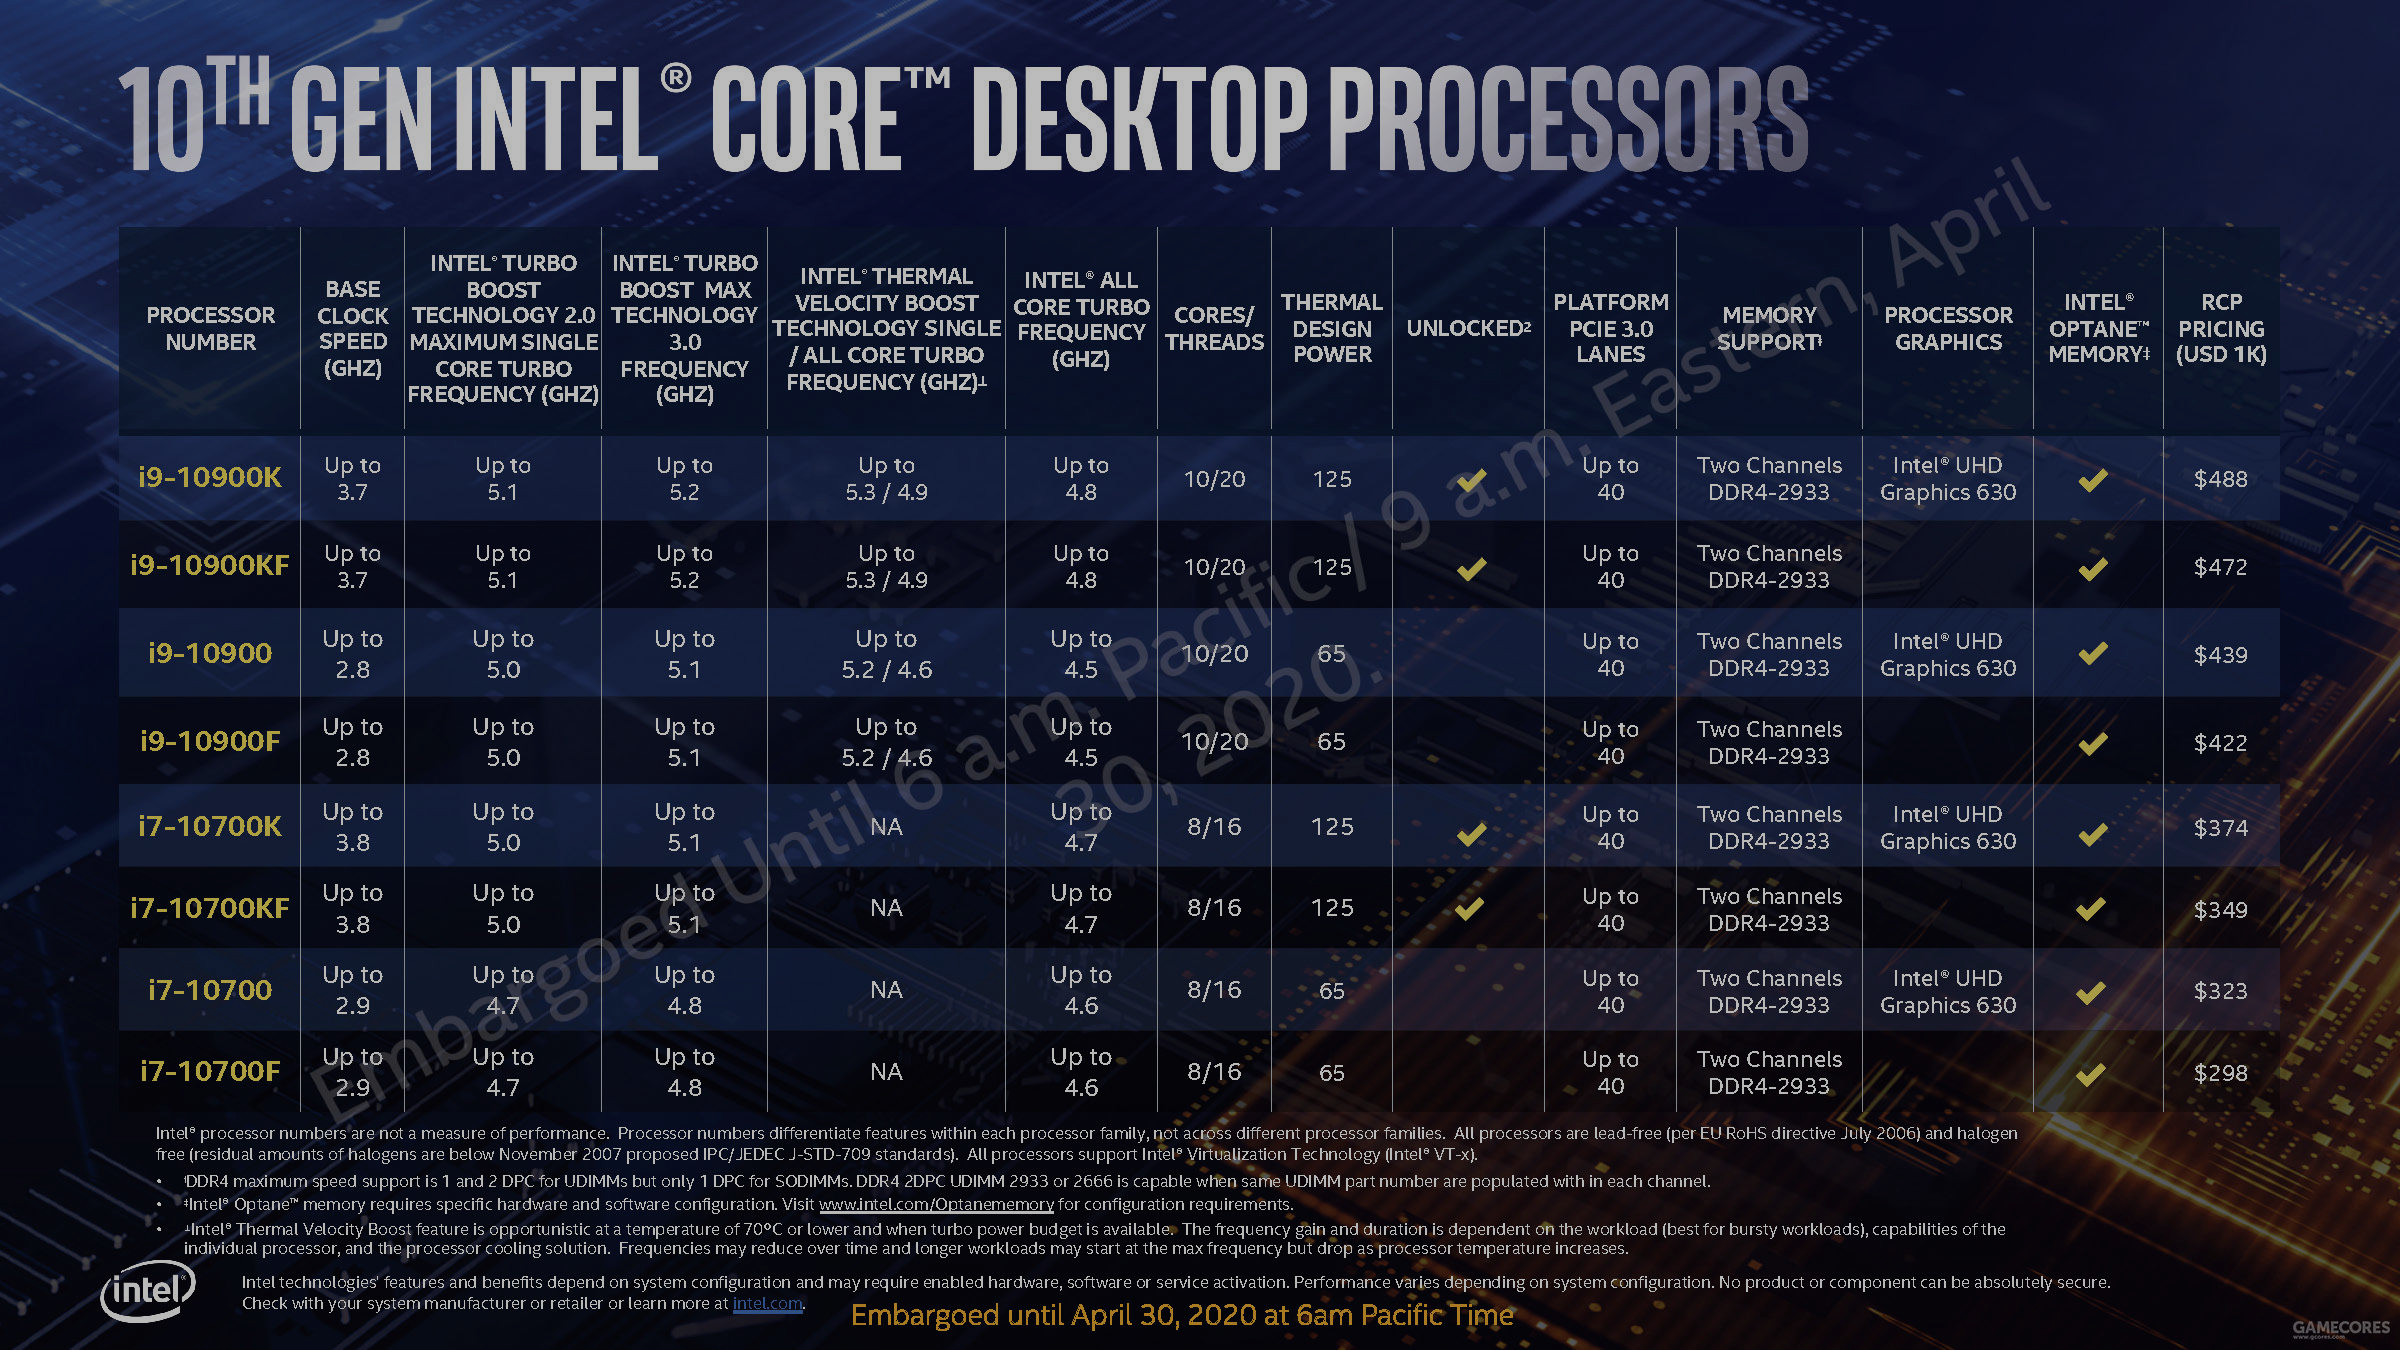 10TH GEN INTEL® CORE™ DESKTOP PROCESSORS
PROCESSOR
NUMBER
BASE
CLOCK
SPEED
(GHZ)
INTEL® TURBO
BOOST
TECHNOLOGY 2.0
MAXIMUM SINGLE
CORE TURBO
FREQUENCY (GHZ)
INTEL® TURBO
BOOST MAX
TECHNOLOGY
3.0
FREQUENCY
(GHZ)
INTEL® THERMAL
VELOCITY BOOST
TECHNOLOGY SINGLE
/ ALL CORE TURBO
FREQUENCY (GHZ)⊥
INTEL® ALL
CORE TURBO
FREQUENCY
(GHZ)
CORES/
THREADS
THERMAL
DESIGN
POWER
UNLOCKED²
PLATFORM
PCIE 3.0
LANES
MEMORY
SUPPORTƗ
PROCESSOR
GRAPHICS
INTEL®
OPTANE™
MEMORY‡
RCP
PRICING
(USD 1K)
i9-10900K
Up to
3.7
Up to
5.1
Up to
5.2
Up to
5.3 / 4.9
Up to
4.8
10/20
125
✔
Up to
40
Two Channels
DDR4-2933
Intel® UHD
Graphics 630
✔
$488
i9-10900KF
Up to
3.7
Up to
5.1
Up to
5.2
Up to
5.3 / 4.9
Up to
4.8
10/20
125
✔
Up to
40
Two Channels
DDR4-2933
✔
$472
i9-10900
Up to
2.8
Up to
5.0
Up to
5.1
Up to
5.2 / 4.6
Up to
4.5
10/20
65
Up to
40
Two Channels
DDR4-2933
Intel® UHD
Graphics 630
✔
$439
i9-10900F
Up to
2.8
Up to
5.0
Up to
5.1
Up to
5.2 / 4.6
Up to
4.5
10/20
65
Up to
40
Two Channels
DDR4-2933
✔
$422
i7-10700K
Up to
3.8
Up to
5.0
Up to
5.1
NA
Up to
4.7
8/16
125
✔
Up to
40
Two Channels
DDR4-2933
Intel® UHD
Graphics 630
✔
$374
i7-10700KF
Up to
3.8
Up to
5.0
Up to
5.1
NA
Up to
4.7
8/16
125
✔
Up to
40
Two Channels
DDR4-2933
✔
$349
i7-10700
Up to
2.9
Up to
4.7
Up to
4.8
NA
Up to
4.6
8/16
65
Up to
40
Two Channels
DDR4-2933
Intel® UHD
Graphics 630
✔
$323
i7-10700F
Up to
2.9
Up to
4.7
Up to
4.8
NA
Up to
4.6
8/16
65
Up to
40
Two Channels
DDR4-2933
✔
$298
Embargoed Until 6 a.m. Pacific / 9 a.m. Eastern, April
30, 2020.
Intel® processor numbers are not a measure of performance. Processor numbers differentiate features within each processor family, not across different processor families. All processors are lead-free (per EU RoHS directive July 2006) and halogen
free (residual amounts of halogens are below November 2007 proposed IPC/JEDEC J-STD-709 standards). All processors support Intel® Virtualization Technology (Intel® VT-x).
• ƗDDR4 maximum speed support is 1 and 2 DPC for UDIMMs but only 1 DPC for SODIMMs. DDR4 2DPC UDIMM 2933 or 2666 is capable when same UDIMM part number are populated with in each channel.
• ‡Intel® Optane™ memory requires specific hardware and software configuration. Visit www.intel.com/Optanememory for configuration requirements.
• ⊥Intel® Thermal Velocity Boost feature is opportunistic at a temperature of 70°C or lower and when turbo power budget is available. The frequency gain and duration is dependent on the workload (best for bursty workloads), capabilities of the
individual processor, and the processor cooling solution. Frequencies may reduce over time and longer workloads may start at the max frequency but drop as processor temperature increases.
intel
Intel technologies' features and benefits depend on system configuration and may require enabled hardware, software or service activation. Performance varies depending on system configuration. No product or component can be absolutely secure.
Check with your system manufacturer or retailer or learn more at intel.com.
Embargoed until April 30, 2020 at 6am Pacific Time
GAMECORES
www.gcores.com